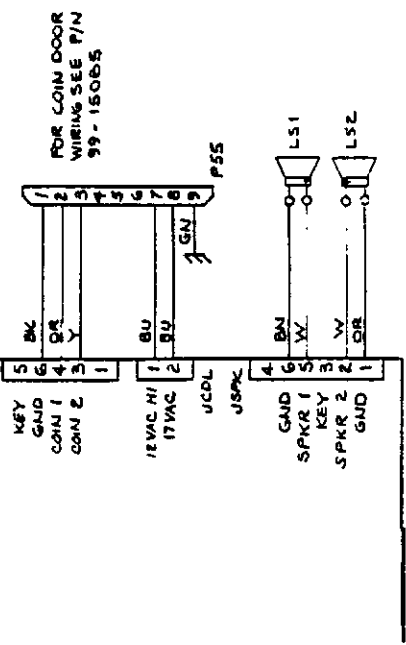 FOR COIN DOOR
WIRING SEE P/N
99-15085
P55
1
2
3
4
5
6
7
8
9
KEY 5
GND 6 BK
COIN 1 4 OR
COIN 2 3 Y
1
12VAC HI 1 BU
17VAC 2 BU
GN
JCDL
JSPK
4
GND 6 BN
SPKR 1 5 W
KEY 3
SPKR 2 2 W
GND 1 OR
LS1
LS2